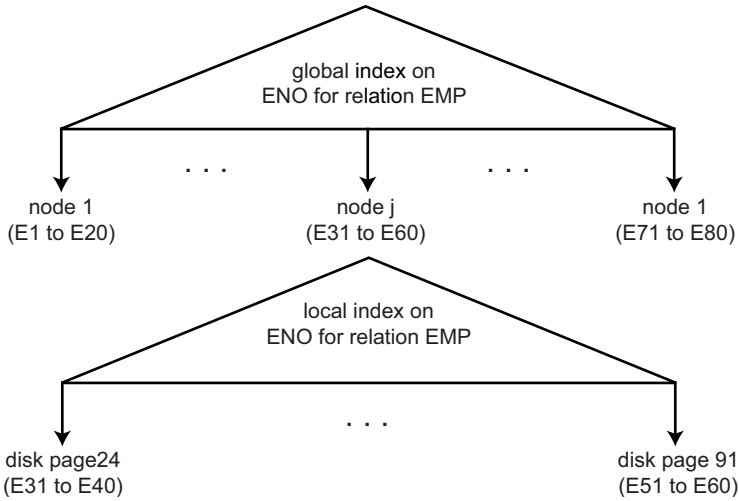 global index on
ENO for relation EMP
. . .
. . .
node 1
(E1 to E20)
node j
(E31 to E60)
node 1
(E71 to E80)
local index on
ENO for relation EMP
. . .
disk page24
(E31 to E40)
disk page 91
(E51 to E60)